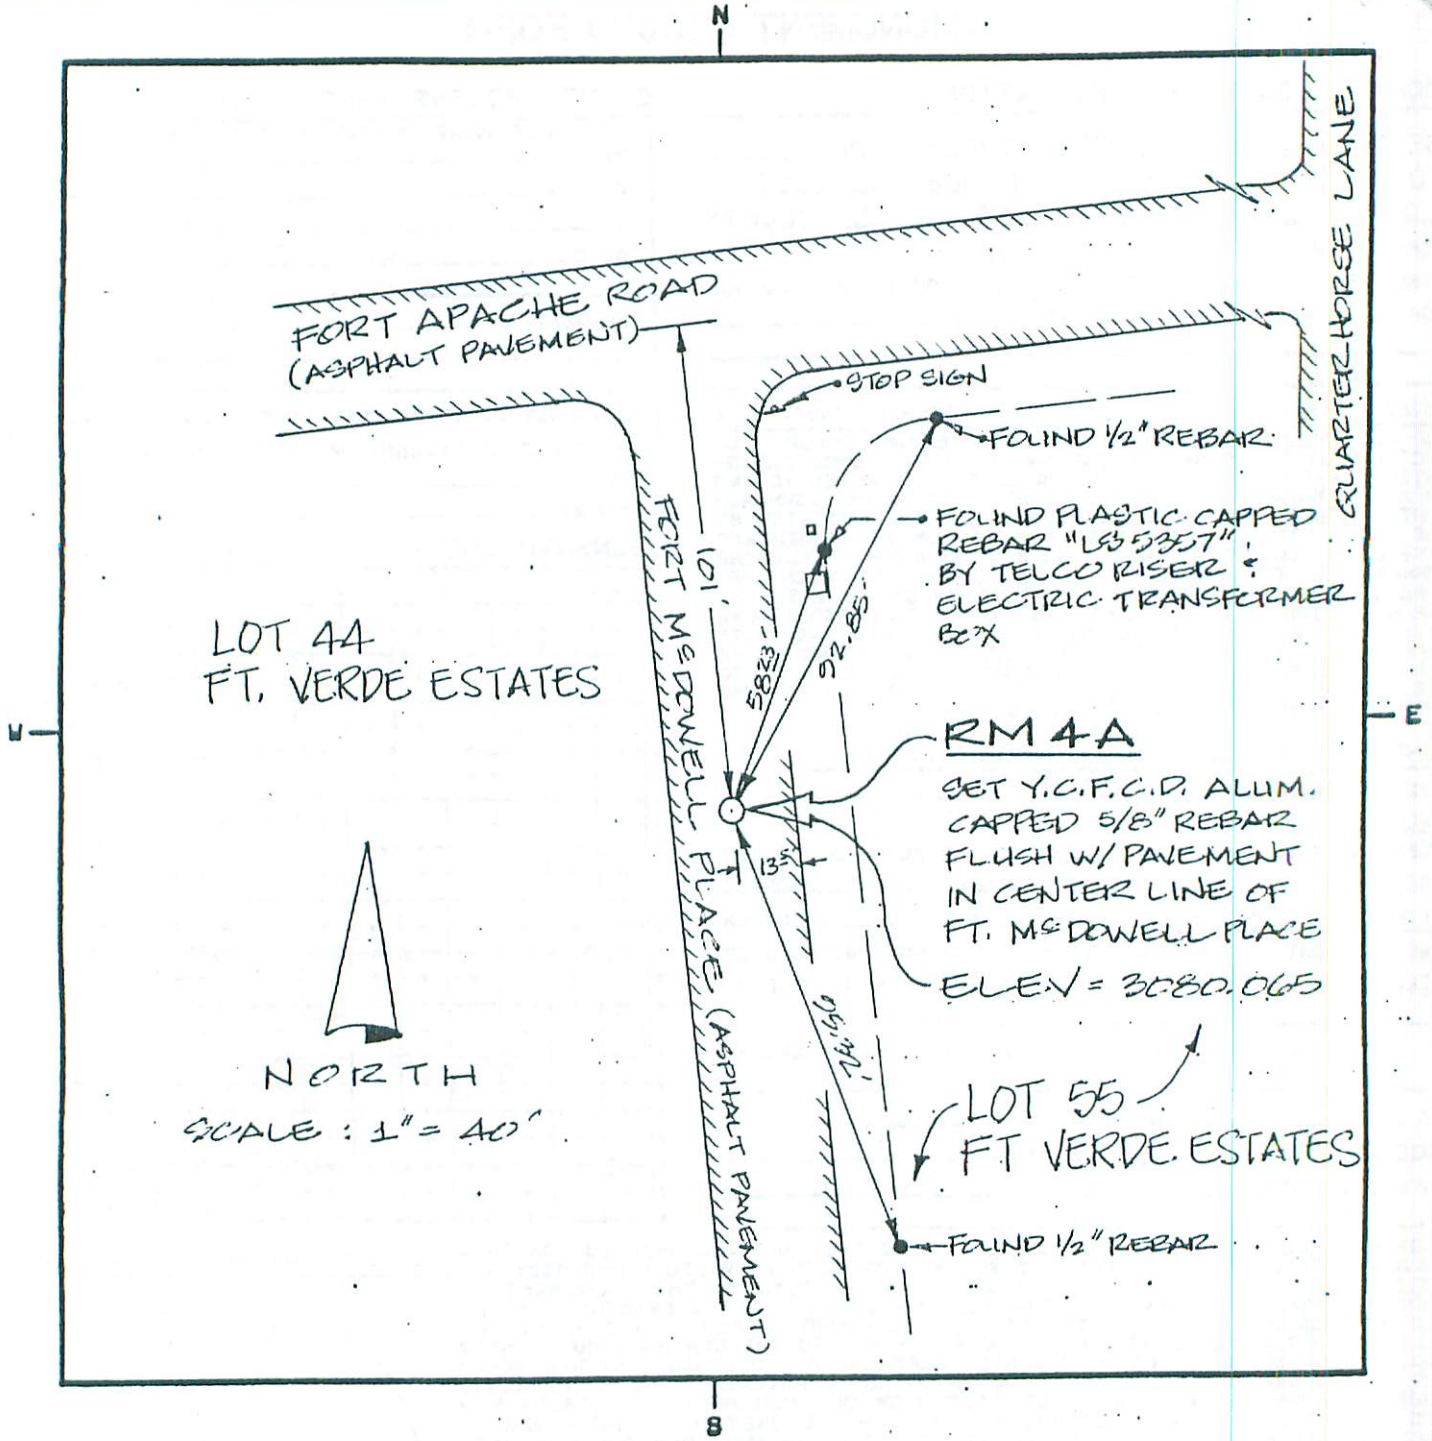 N
QUARTERHORSE LANE
FORT APACHE ROAD
(ASPHALT PAVEMENT)
STOP SIGN
FOUND 1/2" REBAR
FOUND PLASTIC CAPPED
REBAR "LS 5357"
BY TELCO RISER &
ELECTRIC TRANSFORMER
BOX
101'
FORT McDOWELL PLACE (ASPHALT PAVEMENT)
58.23
92.85
LOT 44
FT. VERDE ESTATES
W
E
RM 4A
SET Y.C.F.C.D. ALUM.
CAPPED 5/8" REBAR
FLUSH W/ PAVEMENT
IN CENTER LINE OF
FT. McDOWELL PLACE
13⁵
ELEV = 3080.065
95.32'
NORTH
SCALE : 1" = 40'
LOT 55
FT VERDE ESTATES
FOUND 1/2" REBAR
S